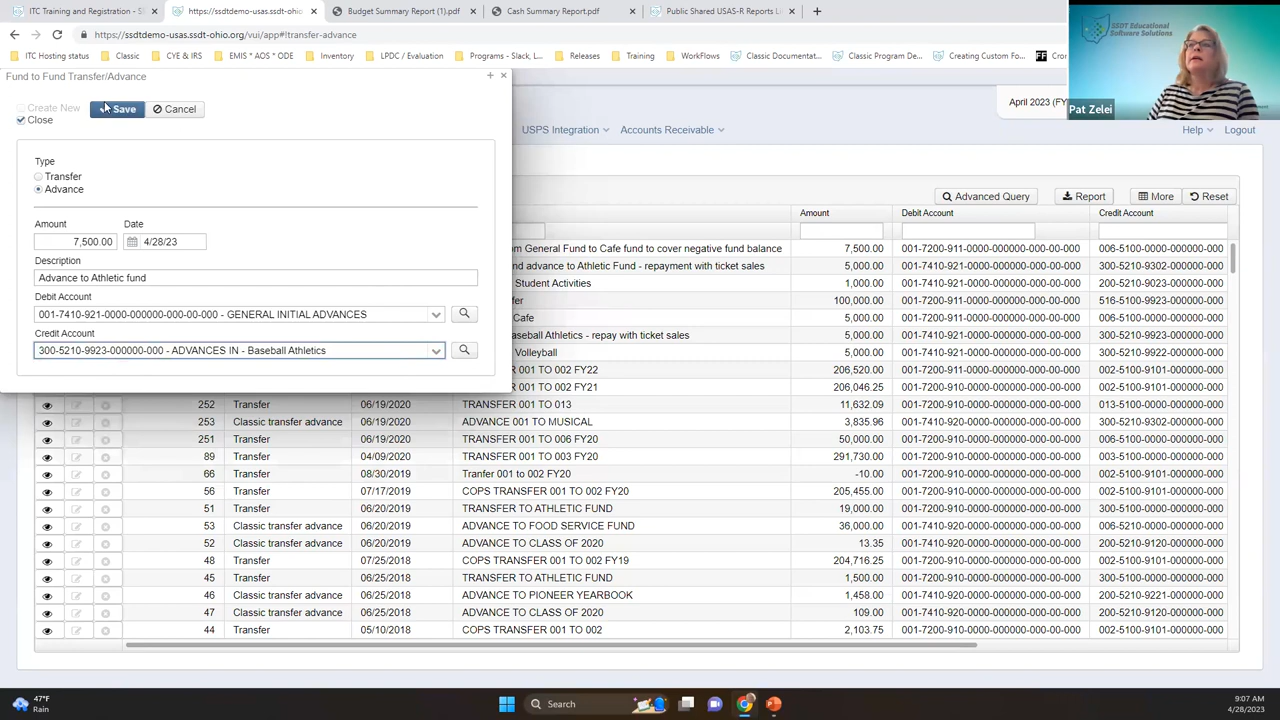 ITC Training and Registration - S
https://ssdtdemo-usas.ssdt-ohio
Budget Summary Report (1).pdf
Cash Summary Report.pdf
Public Shared USAS-R Reports Li
https://ssdtdemo-usas.ssdt-ohio.org/vui/app#!transfer-advance
ITC Hosting status
Classic
CYE & IRS
EMIS * AOS * ODE
Inventory
LPDC / Evaluation
Programs - Slack, L
Releases
Training
WorkFlows
Classic Documentat...
Classic Program De...
Creating Custom For...
Cron
SSDT Educational
Software Solutions
Pat Zelei
Fund to Fund Transfer/Advance
April 2023 (FY
Create New
Close
Save
Cancel
USPS Integration
Accounts Receivable
Help
Logout
Type
Transfer
Advance
Amount
Date
7,500.00
4/28/23
Description
Advance to Athletic fund
Debit Account
001-7410-921-0000-000000-000-00-000 - GENERAL INITIAL ADVANCES
Credit Account
300-5210-9923-000000-000 - ADVANCES IN - Baseball Athletics
Advanced Query
Report
More
Reset
Amount Debit Account Credit Account
om General Fund to Cafe fund to cover negative fund balance 7,500.00 001-7200-911-0000-000000-000-00-000 006-5100-0000-000000-000
nd advance to Athletic Fund - repayment with ticket sales 5,000.00 001-7410-921-0000-000000-000-00-000 300-5210-9302-000000-000
Student Activities 1,000.00 001-7410-921-0000-000000-000-00-000 200-5210-9023-000000-000
sfer 100,000.00 001-7200-911-0000-000000-000-00-000 516-5100-9923-000000-000
Cafe 5,000.00 001-7200-911-0000-000000-000-00-000 006-5100-0000-000000-000
aseball Athletics - repay with ticket sales 5,000.00 001-7410-921-0000-000000-000-00-000 300-5210-9923-000000-000
Volleyball 5,000.00 001-7410-921-0000-000000-000-00-000 300-5210-9922-000000-000
001 TO 002 FY22 206,520.00 001-7200-911-0000-000000-000-00-000 002-5100-9101-000000-000
001 TO 002 FY21 206,046.25 001-7200-910-0000-000000-000-00-000 002-5100-9101-000000-000
252 Transfer 06/19/2020 TRANSFER 001 TO 013 11,632.09 001-7200-910-0000-000000-000-00-000 013-5100-0000-000000-000
253 Classic transfer advance 06/19/2020 ADVANCE 001 TO MUSICAL 3,835.96 001-7410-920-0000-000000-000-00-000 300-5210-9302-000000-000
251 Transfer 06/19/2020 TRANSFER 001 TO 006 FY20 50,000.00 001-7200-910-0000-000000-000-00-000 006-5100-0000-000000-000
89 Transfer 04/09/2020 TRANSFER 001 TO 003 FY20 291,730.00 001-7200-910-0000-000000-000-00-000 003-5100-0000-000000-000
66 Transfer 08/30/2019 Tranfer 001 to 002 FY20 -10.00 001-7200-910-0000-000000-000-00-000 002-5100-9101-000000-000
56 Transfer 07/17/2019 COPS TRANSFER 001 TO 002 FY20 205,455.00 001-7200-910-0000-000000-000-00-000 002-5100-9101-000000-000
51 Transfer 06/20/2019 TRANSFER TO ATHLETIC FUND 19,000.00 001-7200-910-0000-000000-000-00-000 300-5100-0000-000000-000
53 Classic transfer advance 06/20/2019 ADVANCE TO FOOD SERVICE FUND 36,000.00 001-7410-920-0000-000000-000-00-000 006-5210-0000-000000-000
52 Classic transfer advance 06/20/2019 ADVANCE TO CLASS OF 2020 13.35 001-7410-920-0000-000000-000-00-000 200-5210-9120-000000-000
48 Transfer 07/25/2018 COPS TRANSFER 001 TO 002 FY19 204,716.25 001-7200-910-0000-000000-000-00-000 002-5100-9101-000000-000
45 Transfer 06/25/2018 TRANSFER TO ATHLETIC FUND 1,500.00 001-7200-910-0000-000000-000-00-000 300-5100-0000-000000-000
46 Classic transfer advance 06/25/2018 ADVANCE TO PIONEER YEARBOOK 1,458.00 001-7410-920-0000-000000-000-00-000 200-5210-9221-000000-000
47 Classic transfer advance 06/25/2018 ADVANCE TO CLASS OF 2020 109.00 001-7410-920-0000-000000-000-00-000 200-5210-9120-000000-000
44 Transfer 05/10/2018 COPS TRANSFER 001 TO 002 2,103.75 001-7200-910-0000-000000-000-00-000 002-5100-9101-000000-000
47°F
Rain
Search
9:07 AM
4/28/2023